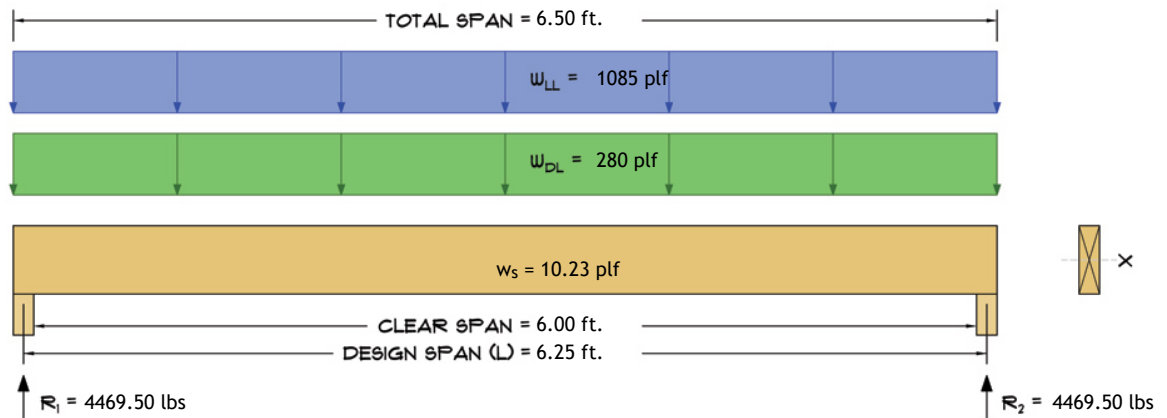 TOTAL SPAN = 6.50 ft.
WLL = 1085 plf
WDL = 280 plf
ws = 10.23 plf
X
CLEAR SPAN = 6.00 ft.
DESIGN SPAN (L) = 6.25 ft.
R1 = 4469.50 lbs
R2 = 4469.50 lbs